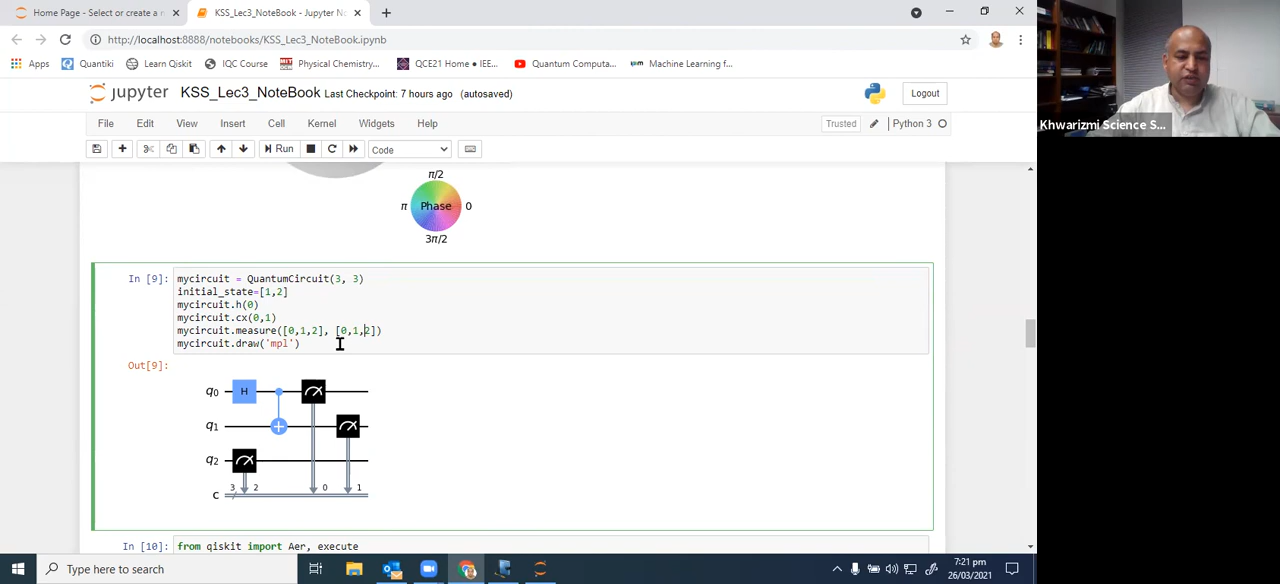 Home Page - Select or create a n
KSS_Lec3_NoteBook - Jupyter No
http://localhost:8888/notebooks/KSS_Lec3_NoteBook.ipynb
Apps Quantiki Learn Qiskit IQC Course Physical Chemistry... QCE21 Home ● IEE... Quantum Computa... Machine Learning f...
jupyter KSS_Lec3_NoteBook Last Checkpoint: 7 hours ago (autosaved)
Logout
File Edit View Insert Cell Kernel Widgets Help
Trusted Python 3
Run Code
Khwarizmi Science S...
π/2
π Phase 0
3π/2
In [9]: mycircuit = QuantumCircuit(3, 3)
initial_state=[1,2]
mycircuit.h(0)
mycircuit.cx(0,1)
mycircuit.measure([0,1,2], [0,1,2])
mycircuit.draw('mpl')
Out[9]:
q0 H
q1
q2
3 2 0 1
c
In [10]: from qiskit import Aer, execute
Type here to search
7:21 pm
26/03/2021